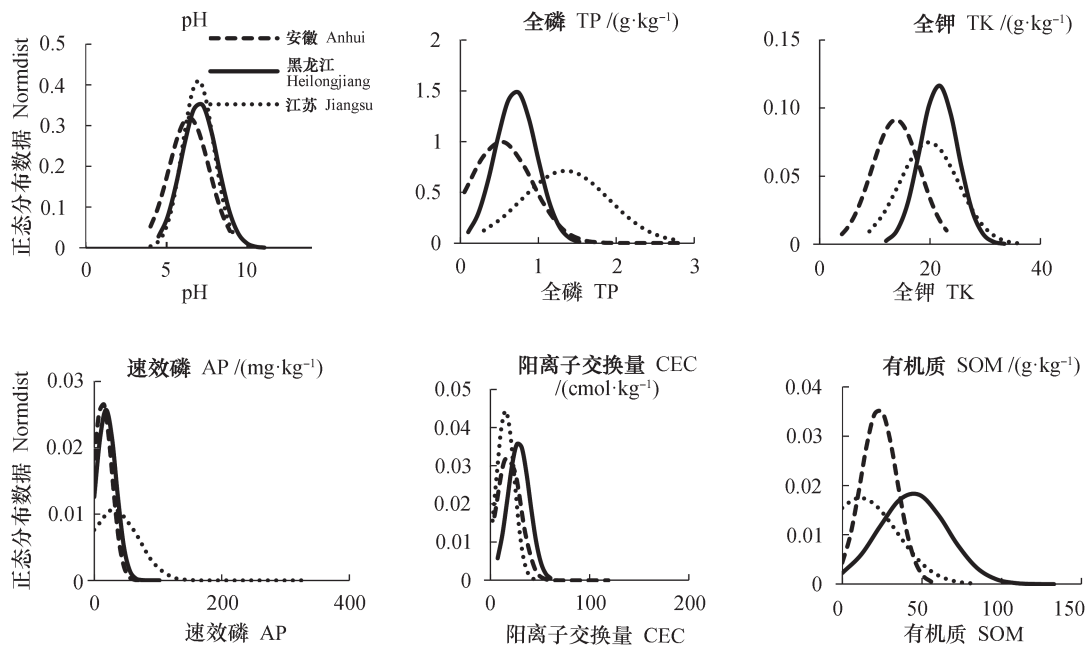 pH
安徽 Anhui
黑龙江
Heilongjiang
江苏 Jiangsu
正态分布数据 Normdist
0.5
0.4
0.3
0.2
0.1
0
0
5
10
pH
全磷 TP /(g·kg⁻¹)
2
1.5
1
0.5
0
0
1
2
3
全磷 TP
全钾 TK/(g·kg⁻¹)
0.15
0.10
0.05
0
0
20
40
全钾 TK
速效磷 AP /(mg·kg⁻¹)
正态分布数据 Normdist
0.03
0.02
0.01
0
0
200
400
速效磷 AP
阳离子交换量 CEC
/(cmol·kg⁻¹)
0.05
0.04
0.03
0.02
0.01
0
0
100
200
阳离子交换量 CEC
有机质 SOM /(g·kg⁻¹)
0.04
0.03
0.02
0.01
0
0
50
100
150
有机质 SOM